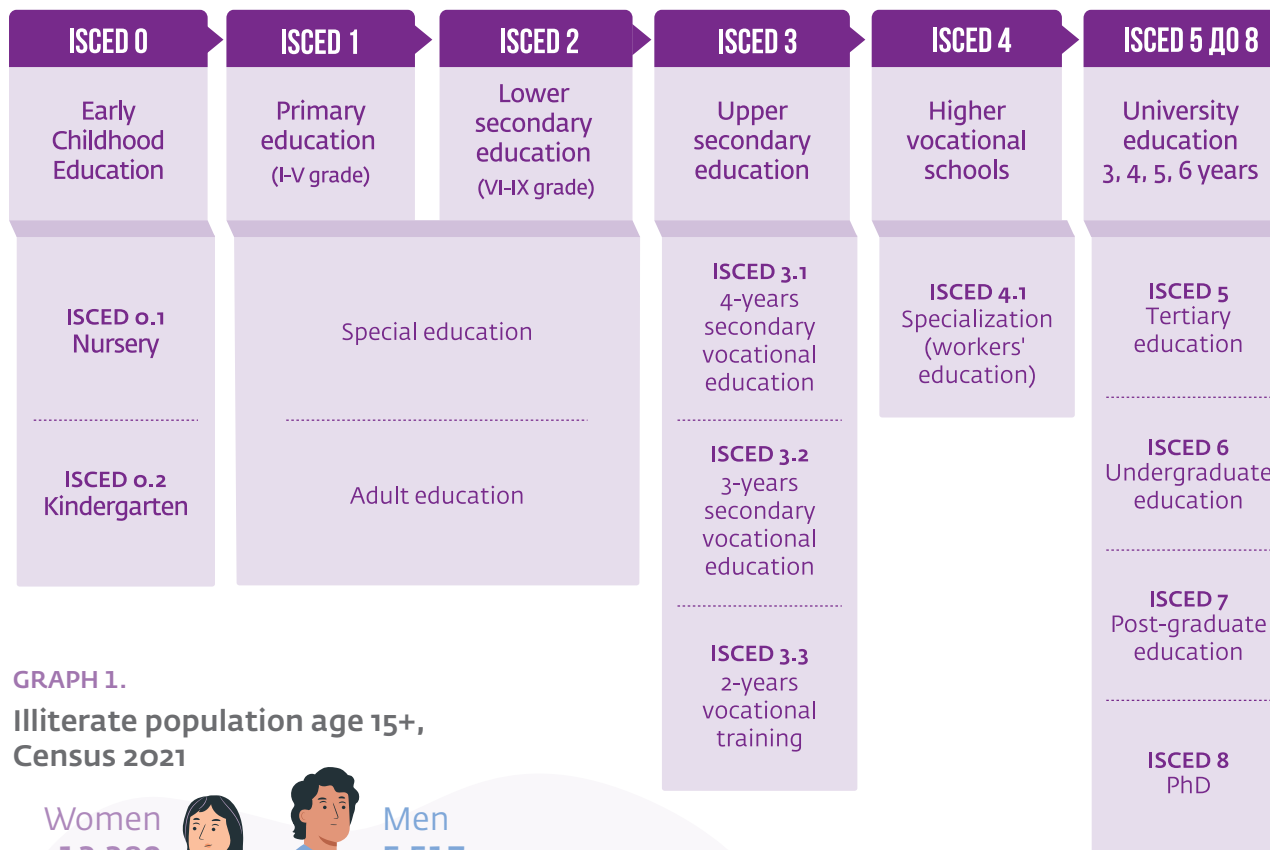 ISCED 0
Early
Childhood
Education
ISCED 0.1
Nursery
ISCED 0.2
Kindergarten
ISCED 1
Primary
education
(I-V grade)
ISCED 2
Lower
secondary
education
(VI-IX grade)
Special education
Adult education
ISCED 3
Upper
secondary
education
ISCED 3.1
4-years
secondary
vocational
education
ISCED 3.2
3-years
secondary
vocational
education
ISCED 3.3
2-years
vocational
training
ISCED 4
Higher
vocational
schools
ISCED 4.1
Specialization
(workers'
education)
ISCED 5 ДО 8
University
education
3, 4, 5, 6 years
ISCED 5
Tertiary
education
ISCED 6
Undergraduate
education
ISCED 7
Post-graduate
education
ISCED 8
PhD
GRAPH 1.
Illiterate population age 15+,
Census 2021
Women
Men